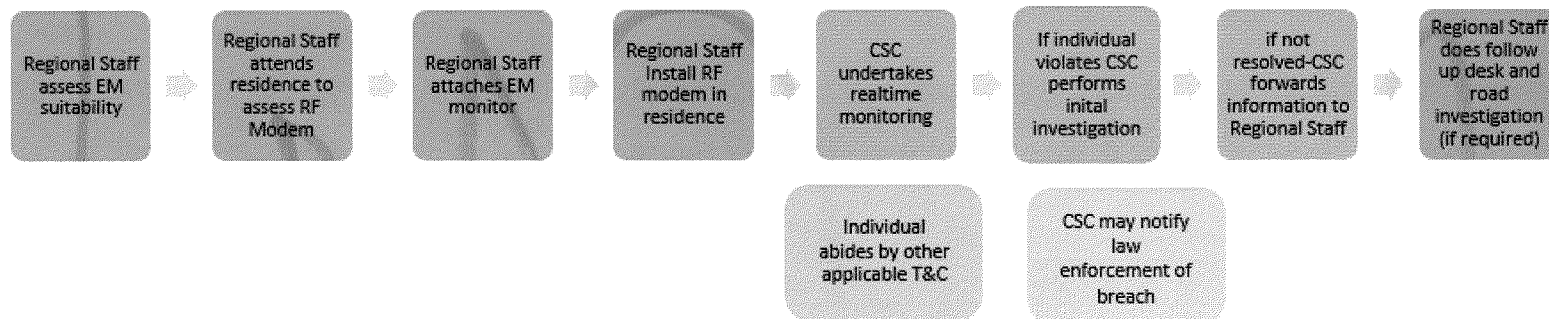 Regional Staff
assess EM
suitability
Regional Staff
attends
residence to
assess RF
Modem
Regional Staff
attaches EM
monitor
Regional Staff
Install RF
modem in
residence
CSC
undertakes
realtime
monitoring
If individual
violates CSC
performs
inital
investigation
if not
resolved-CSC
forwards
information to
Regional Staff
Regional Staff
does follow
up desk and
road
investigation
(if required)
Individual
abides by other
applicable T&C
CSC may notify
law
enforcement of
breach